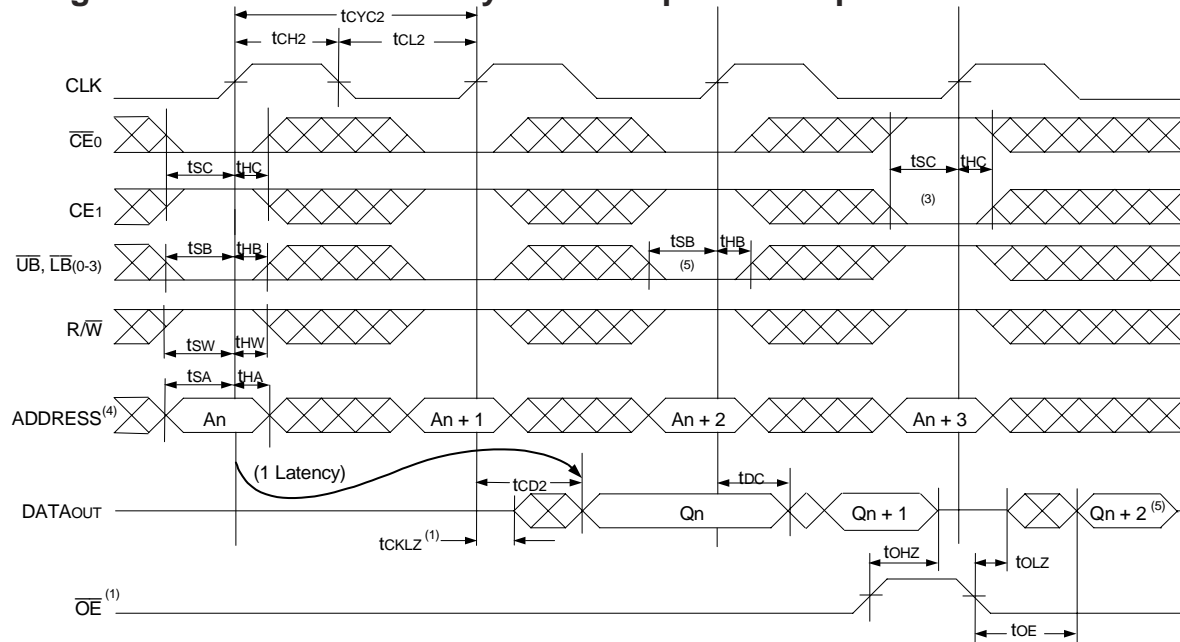 tCYC2
tCH2 tCL2
CLK
CE0
tSC tHC tSC tHC
(3)
CE1
tSB tHB tSB tHB
(5)
UB, LB(0-3)
R/W
tSW tHW
tSA tHA
ADDRESS(4) An An + 1 An + 2 An + 3
(1 Latency)
tCD2 tDC
DATAOUT Qn Qn + 1 Qn + 2 (5)
tCKLZ (1)
tOHZ tOLZ
OE (1)
tOE